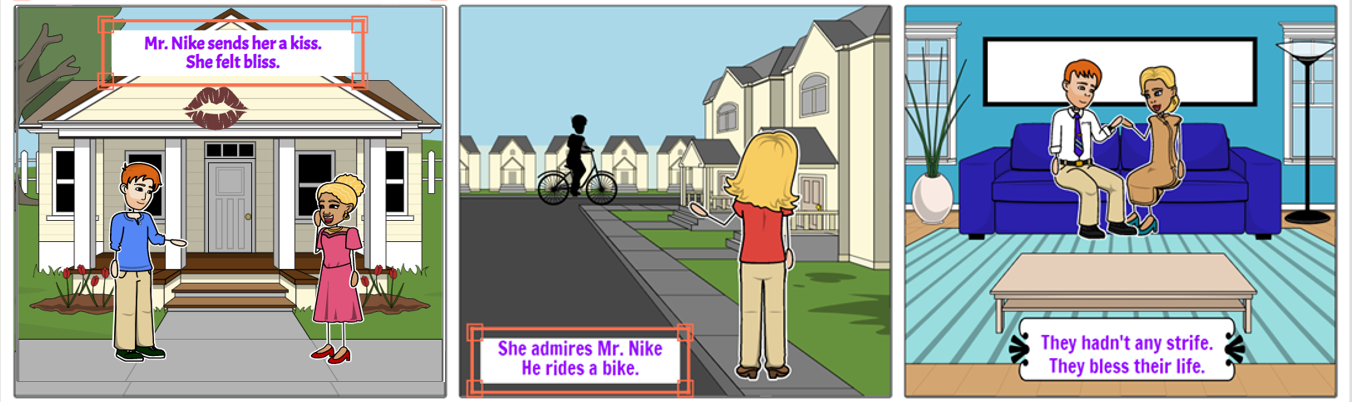 Mr. Nike sends her a kiss.
She felt bliss.
She admires Mr. Nike
He rides a bike.
They hadn't any strife.
They bless their life.